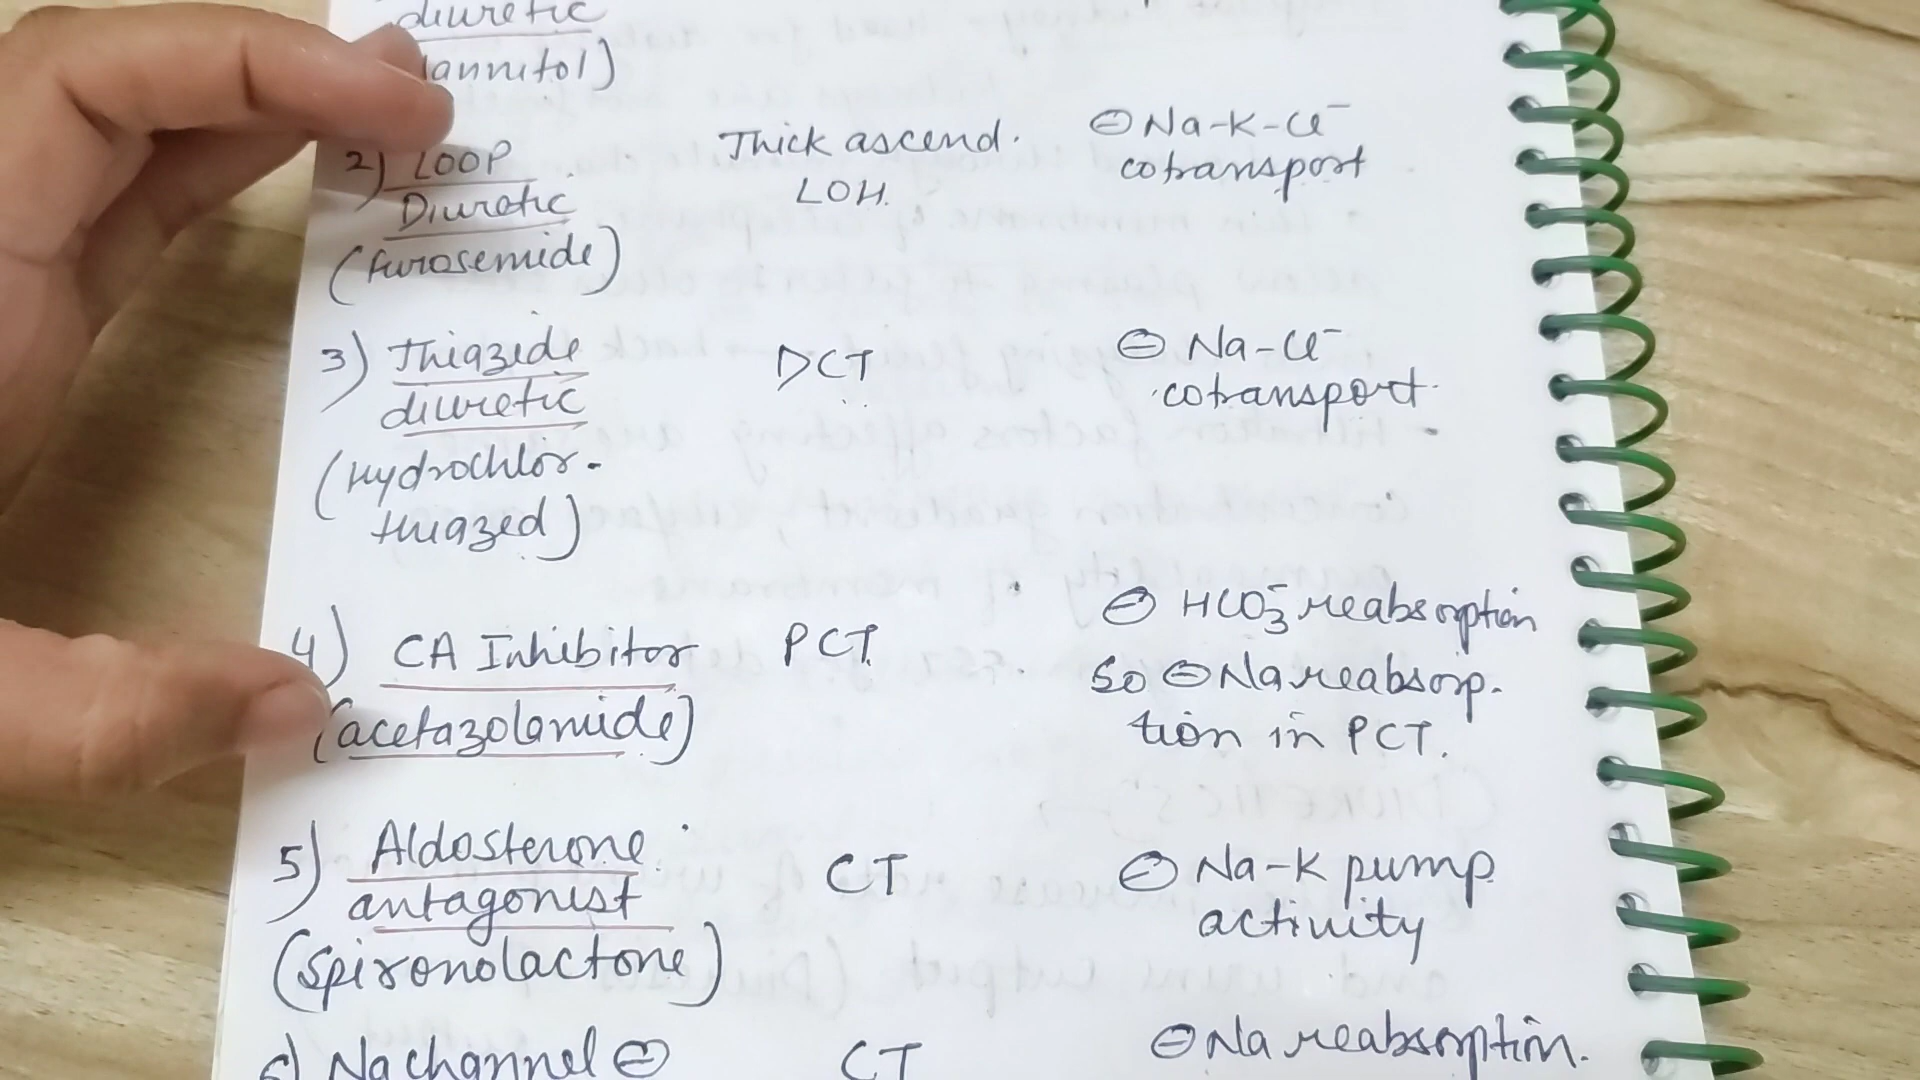 diuretic
annitol)
2) LOOP
Diuretic
(furosemide)
Thick ascend.
LOH.
⊖ Na-K-Cl⁻
cotransport
3) Thiazide
diuretic
(Hydrochlor-
thiazed)
DCT
⊖ Na-Cl⁻
cotransport.
4) CA Inhibitor
(acetazolamide)
PCT.
⊖ HCO₃⁻ reabsorption
So ⊖ Na reabsorp-
tion in PCT.
5) Aldosterone
antagonist
(spironolactone)
CT
⊖ Na-K pump
activity
6) Na channel ⊖
CT
⊖ Na reabsorption.